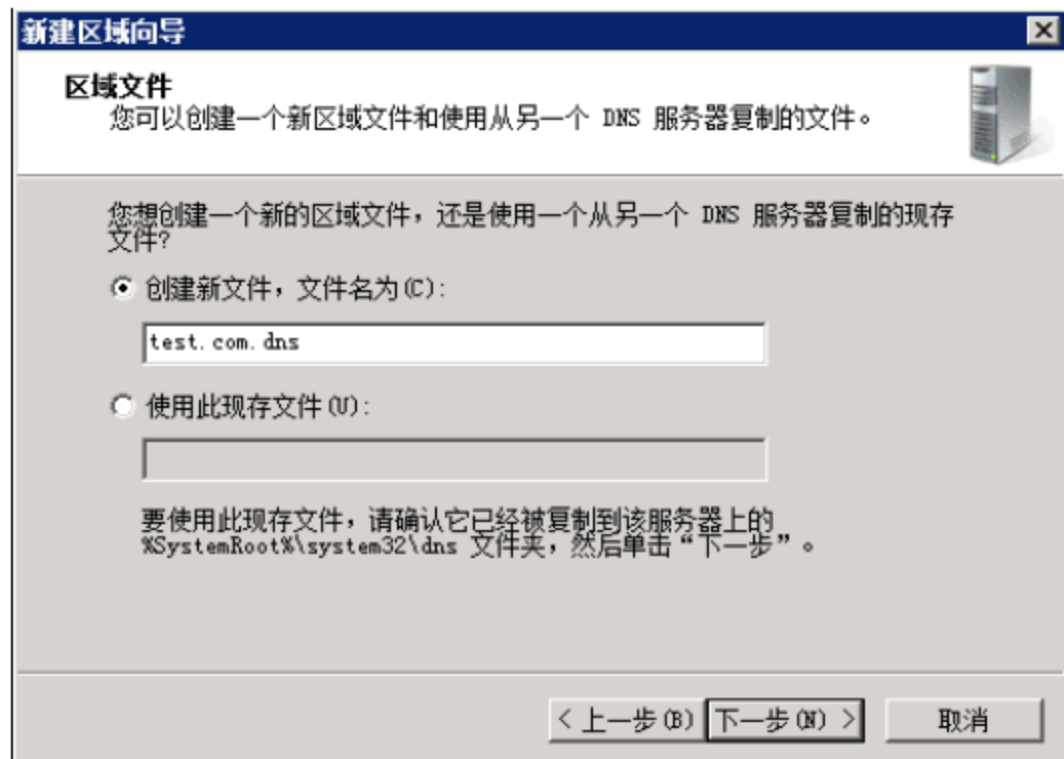 新建区域向导
区域文件
您可以创建一个新区域文件和使用从另一个 DNS 服务器复制的文件。
您想创建一个新的区域文件，还是使用一个从另一个 DNS 服务器复制的现存
文件?
创建新文件，文件名为(C):
test.com.dns
使用此现存文件(U):
要使用此现存文件，请确认它已经被复制到该服务器上的
%SystemRoot%\system32\dns 文件夹，然后单击“下一步”。
< 上一步(B) 下一步(N) > 取消